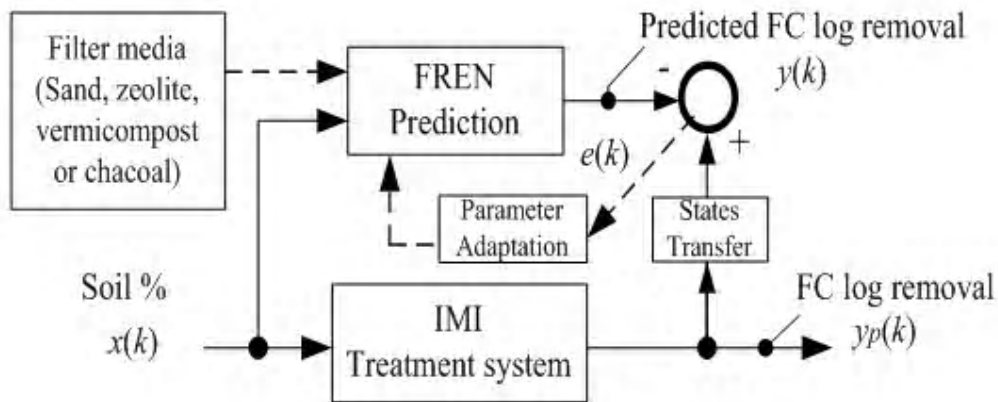 Filter media
(Sand, zeolite,
vermicompost
or chacoal)
FREN
Prediction
Predicted FC log removal
y(k)
-
+
e(k)
Parameter
Adaptation
States
Transfer
Soil %
x(k)
IMI
Treatment system
FC log removal
yp(k)